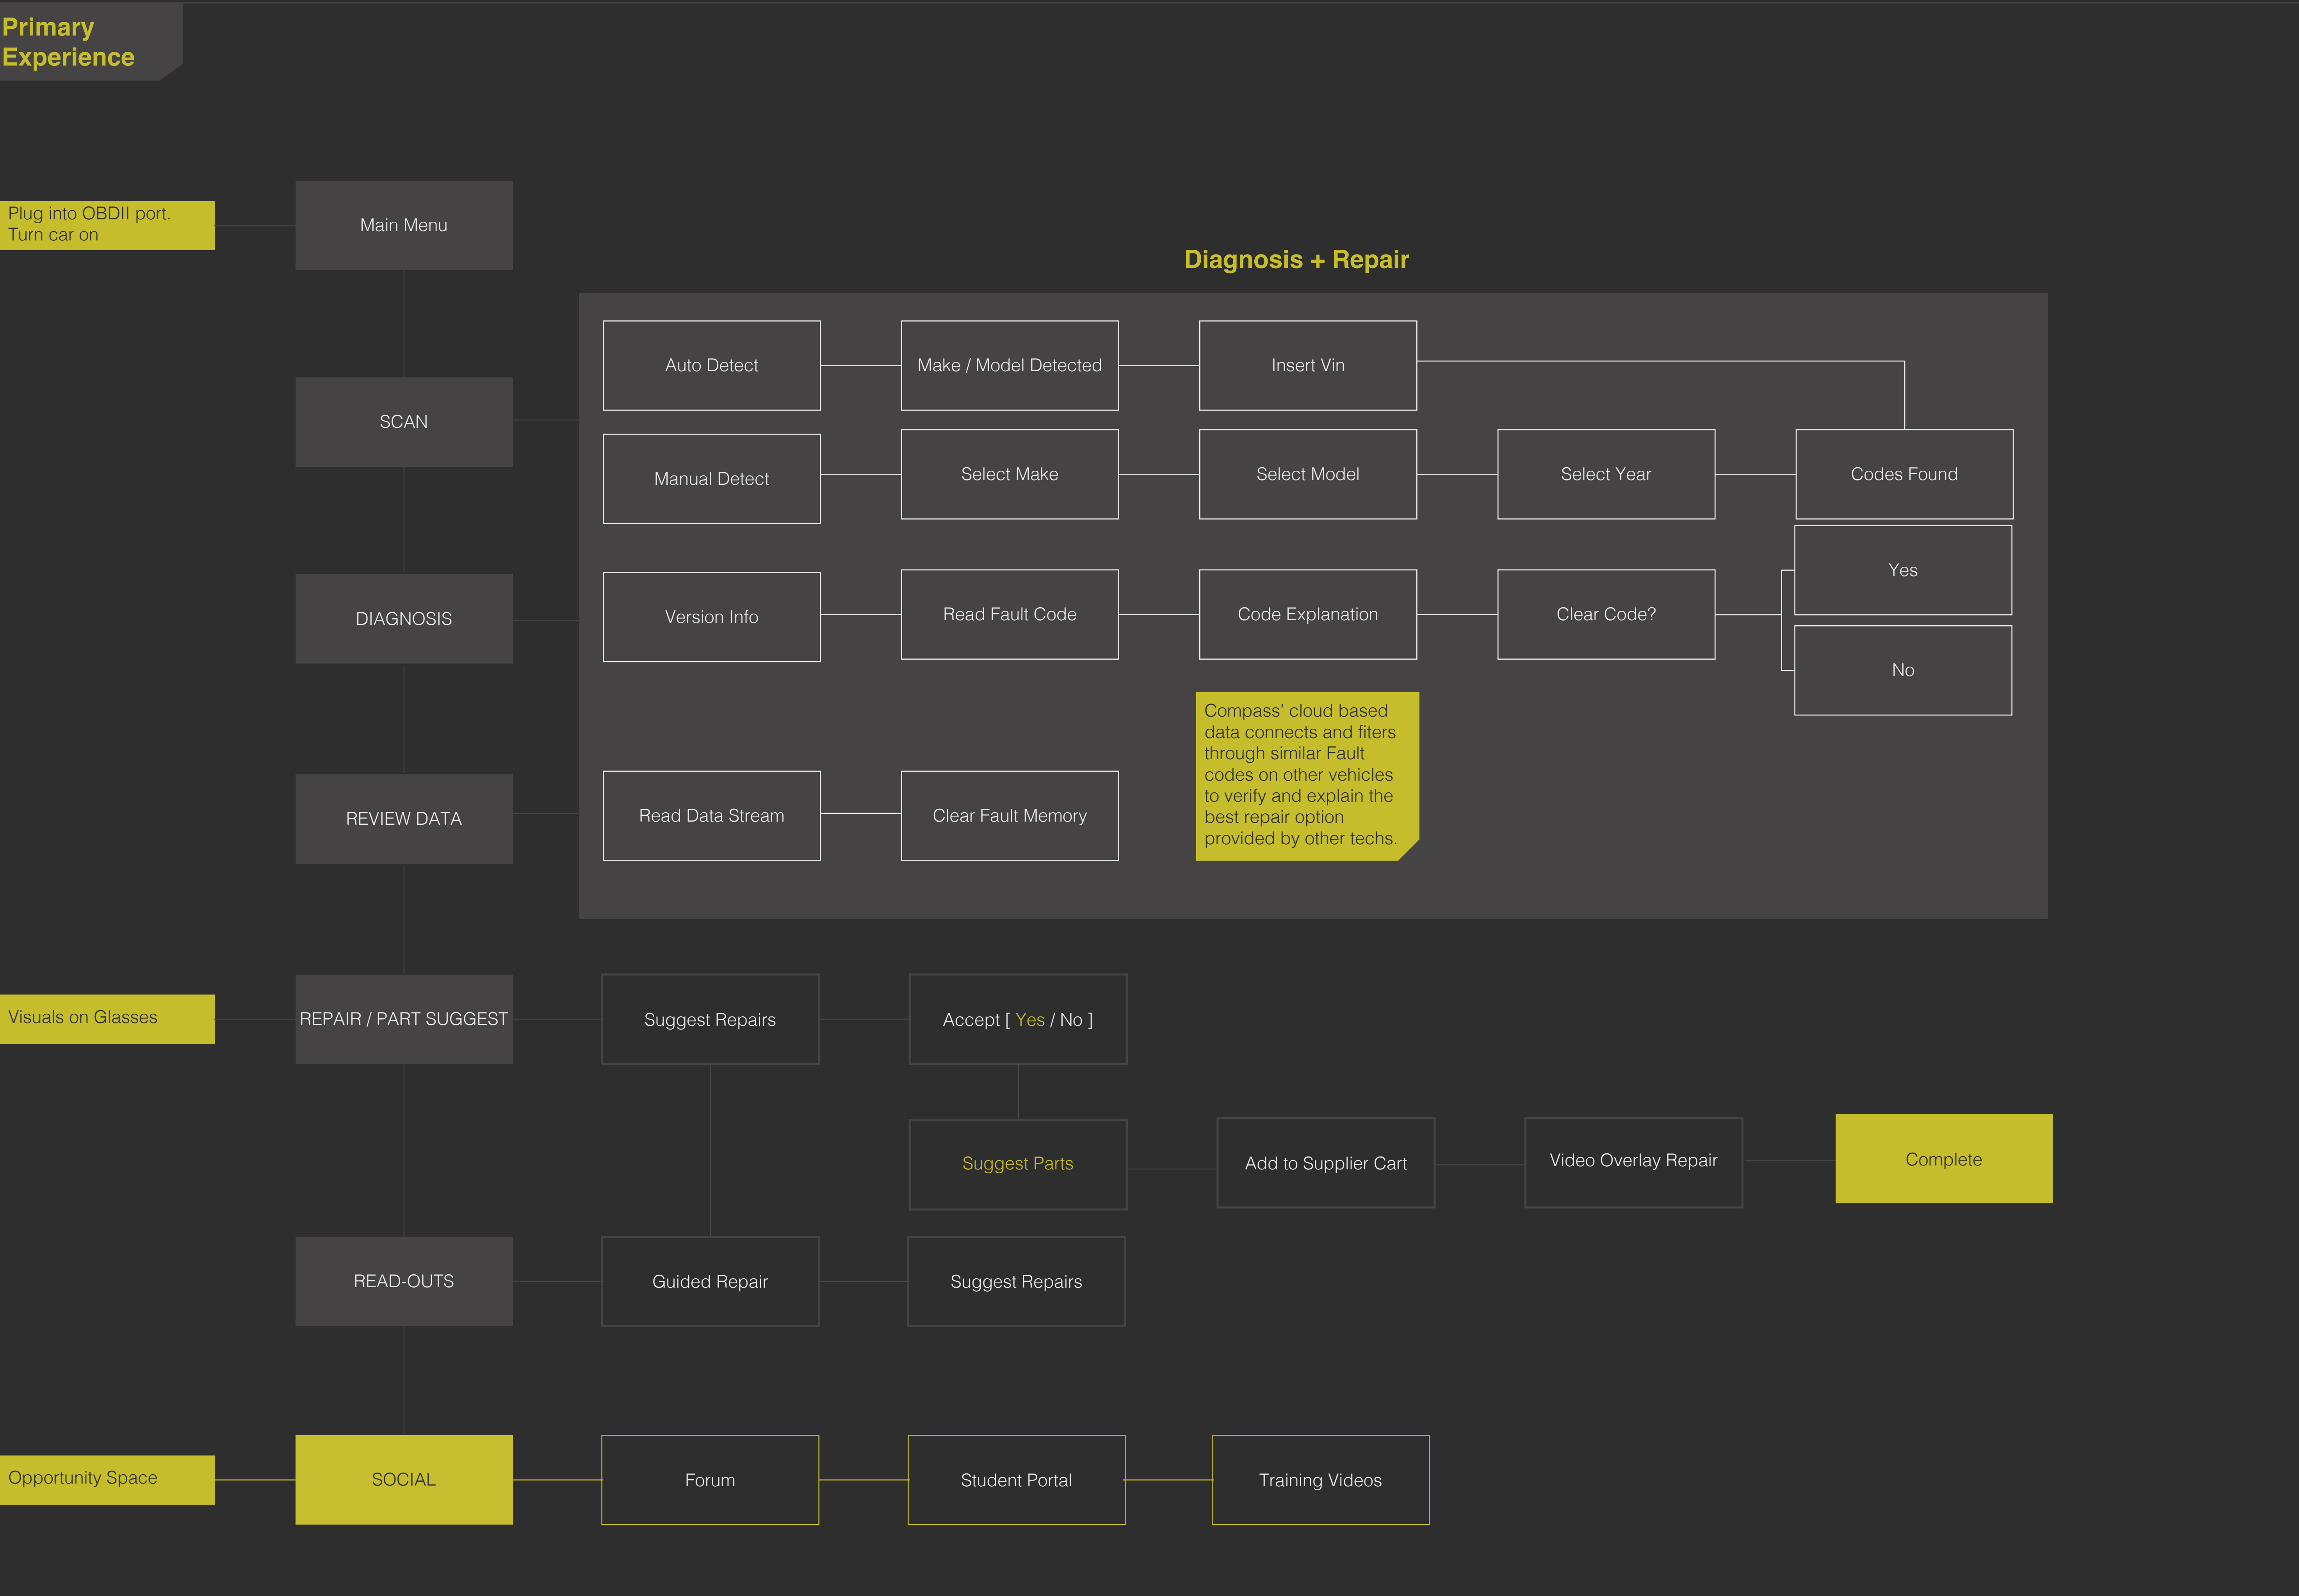 Primary
Experience
Plug into OBDII port.
Turn car on
Main Menu
Diagnosis + Repair
Auto Detect
Make / Model Detected
Insert Vin
SCAN
Manual Detect
Select Make
Select Model
Select Year
Codes Found
Yes
DIAGNOSIS
Version Info
Read Fault Code
Code Explanation
Clear Code?
No
Compass’ cloud based
data connects and fiters
through similar Fault
codes on other vehicles
to verify and explain the
best repair option
provided by other techs.
REVIEW DATA
Read Data Stream
Clear Fault Memory
Visuals on Glasses
REPAIR / PART SUGGEST
Suggest Repairs
Accept [ Yes / No ]
Suggest Parts
Add to Supplier Cart
Video Overlay Repair
Complete
READ-OUTS
Guided Repair
Suggest Repairs
Opportunity Space
SOCIAL
Forum
Student Portal
Training Videos